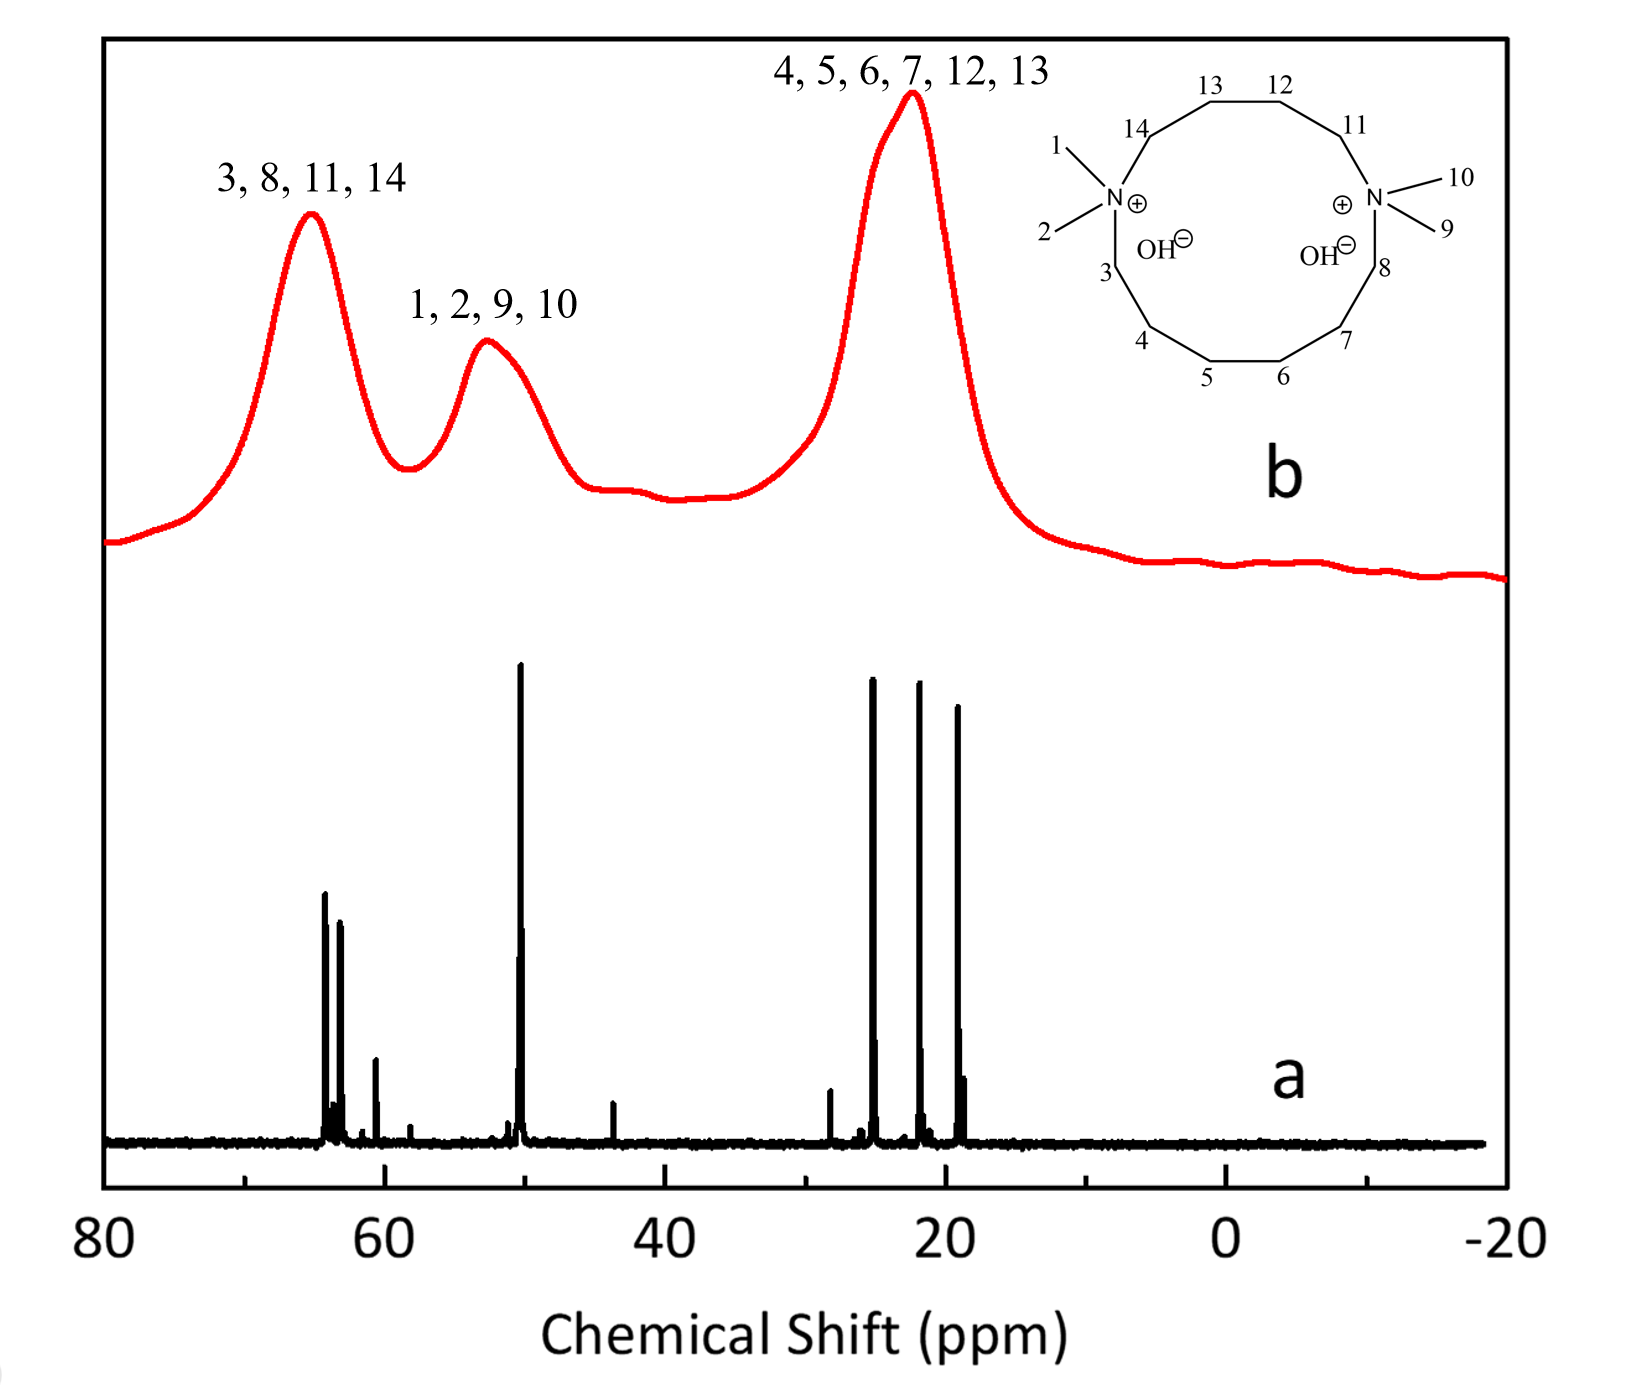 4, 5, 6, 7, 12, 13
3, 8, 11, 14
1, 2, 9, 10
13
12
14
11
1
N
⊕
2
OH⊖
3
4
5
6
7
8
OH⊖
⊕
N
10
9
b
a
80 60 40 20 0 -20
Chemical Shift (ppm)